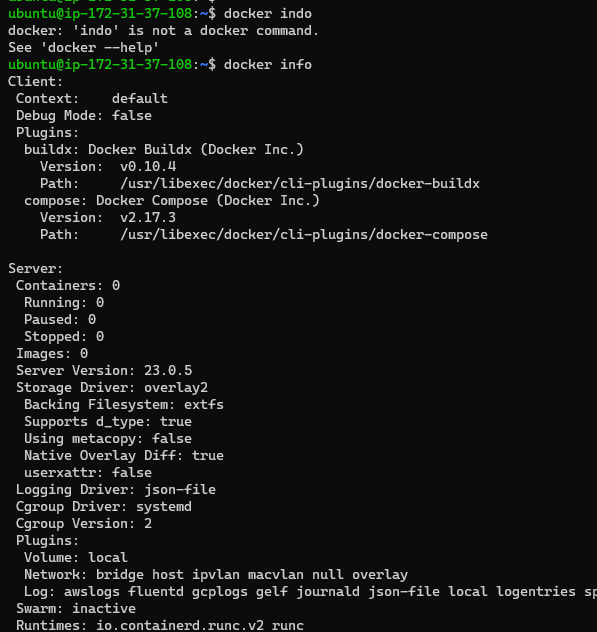 ubuntu@ip-172-31-37-108:~$ docker indo
docker: 'indo' is not a docker command.
See 'docker --help'
ubuntu@ip-172-31-37-108:~$ docker info
Client:
 Context:    default
 Debug Mode: false
 Plugins:
  buildx: Docker Buildx (Docker Inc.)
    Version:  v0.10.4
    Path:     /usr/libexec/docker/cli-plugins/docker-buildx
  compose: Docker Compose (Docker Inc.)
    Version:  v2.17.3
    Path:     /usr/libexec/docker/cli-plugins/docker-compose

Server:
 Containers: 0
  Running: 0
  Paused: 0
  Stopped: 0
 Images: 0
 Server Version: 23.0.5
 Storage Driver: overlay2
  Backing Filesystem: extfs
  Supports d_type: true
  Using metacopy: false
  Native Overlay Diff: true
  userxattr: false
 Logging Driver: json-file
 Cgroup Driver: systemd
 Cgroup Version: 2
 Plugins:
  Volume: local
  Network: bridge host ipvlan macvlan null overlay
  Log: awslogs fluentd gcplogs gelf journald json-file local logentries sp
 Swarm: inactive
 Runtimes: io.containerd.runc.v2 runc